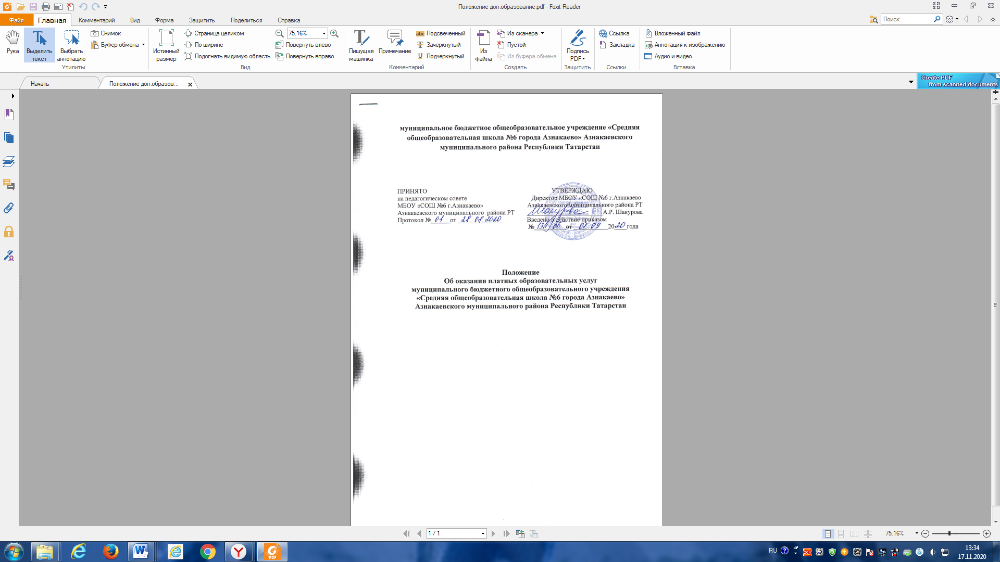 Положение доп.образование.pdf - Foxit Reader
Файл Главная Комментарий Вид Форма Защитить Поделиться Справка
Поиск
Рука
Выделить текст
Выбрать аннотацию
Снимок
Буфер обмена
Утилиты
Истинный размер
Страница целиком
По ширине
Подогнать видимую область
75.16%
Повернуть влево
Повернуть вправо
Вид
Пишущая машинка
Примечание
Подсвеченный
Зачеркнутый
Подчеркнутый
Комментарий
Из файла
Из сканера
Пустой
Из буфера обмена
Создать
Подпись PDF
Защитить
Ссылка
Закладка
Ссылки
Вложенный файл
Аннотация к изображению
Аудио и видео
Вставка
Начать
Положение доп.образов...
Create PDF
from scanned documents
муниципальное бюджетное общеобразовательное учреждение «Средняя
общеобразовательная школа №6 города Азнакаево» Азнакаевского
муниципального района Республики Татарстан
ПРИНЯТО
на педагогическом совете
МБОУ «СОШ №6 г.Азнакаево»
Азнакаевского муниципального района РТ
Протокол № 01 от 28.08.2020
УТВЕРЖДАЮ
Директор МБОУ «СОШ №6 г.Азнакаево
Азнакаевского муниципального района РТ
А.Р. Шакурова
Введено в действие приказом
№ от 01.09 2020 года
Положение
Об оказании платных образовательных услуг
муниципального бюджетного общеобразовательного учреждения
«Средняя общеобразовательная школа №6 города Азнакаево»
Азнакаевского муниципального района Республики Татарстан
1 / 1
75.16%
RU
13:34
17.11.2020